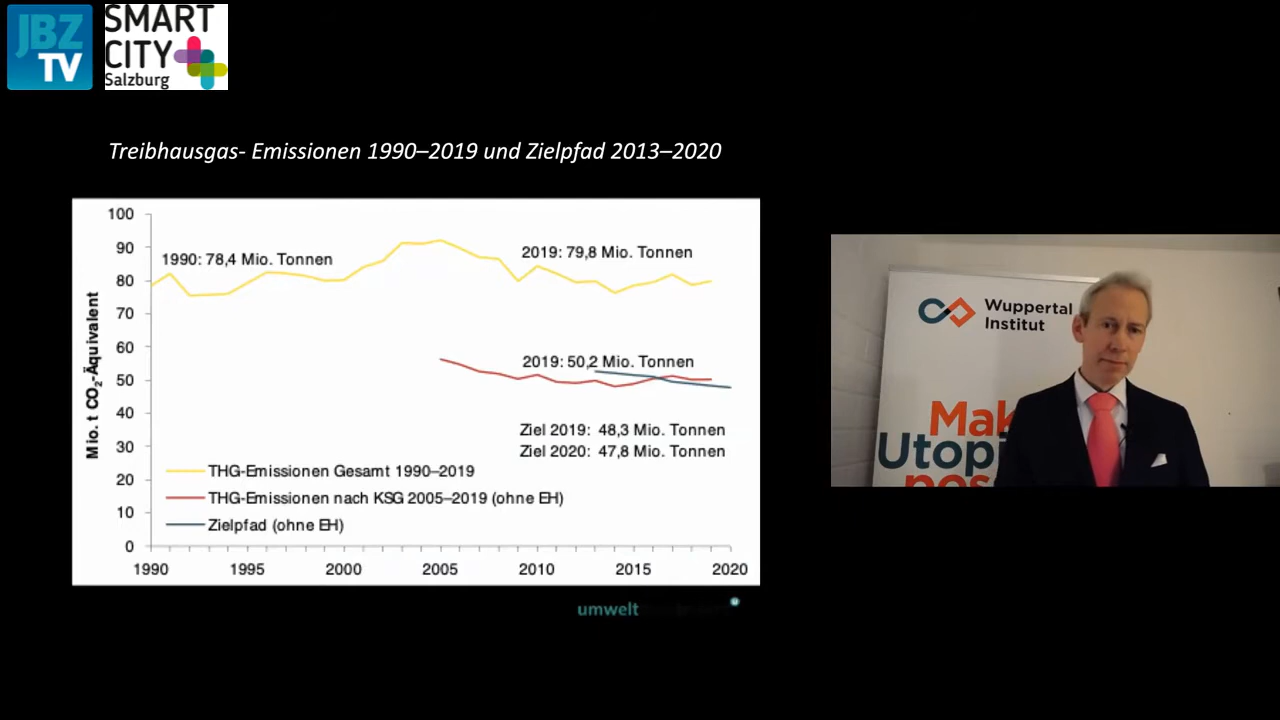 JBZ
TV
SMART
CITY
Salzburg
Treibhausgas- Emissionen 1990–2019 und Zielpfad 2013–2020
Mio. t CO₂-Äquivalent
100
90
80
70
60
50
40
30
20
10
0
1990: 78,4 Mio. Tonnen
2019: 79,8 Mio. Tonnen
2019: 50,2 Mio. Tonnen
Ziel 2019: 48,3 Mio. Tonnen
Ziel 2020: 47,8 Mio. Tonnen
THG-Emissionen Gesamt 1990–2019
THG-Emissionen nach KSG 2005–2019 (ohne EH)
Zielpfad (ohne EH)
1990 1995 2000 2005 2010 2015 2020
umwelt
Wuppertal
Institut
Mak
Utopi
pos